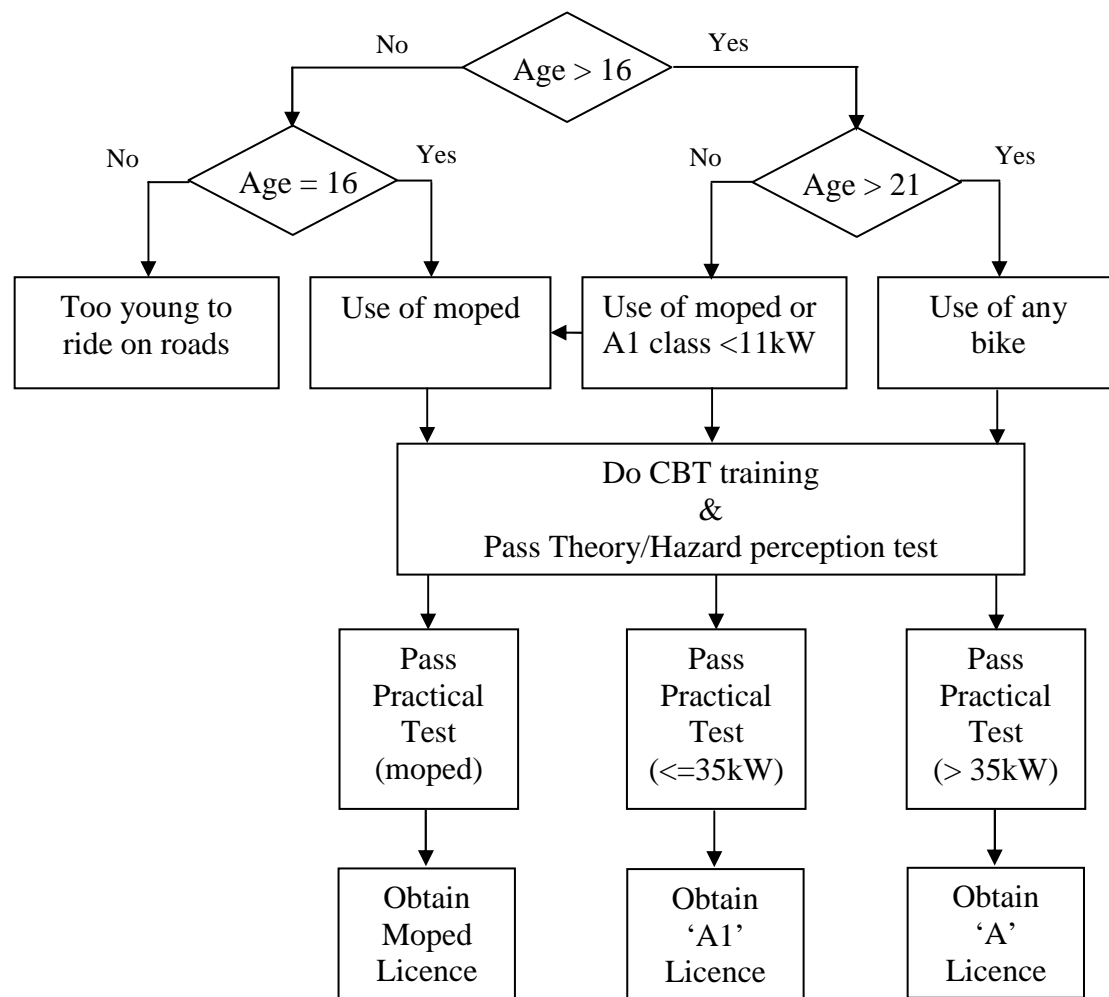 No
Yes
Age > 16
No
Yes
No
Yes
Age = 16
Age > 21
Too young to
ride on roads
Use of moped
Use of moped or
A1 class <11kW
Use of any
bike
Do CBT training
&
Pass Theory/Hazard perception test
Pass
Practical
Test
(moped)
Pass
Practical
Test
(<=35kW)
Pass
Practical
Test
(> 35kW)
Obtain
Moped
Licence
Obtain
‘A1’
Licence
Obtain
‘A’
Licence